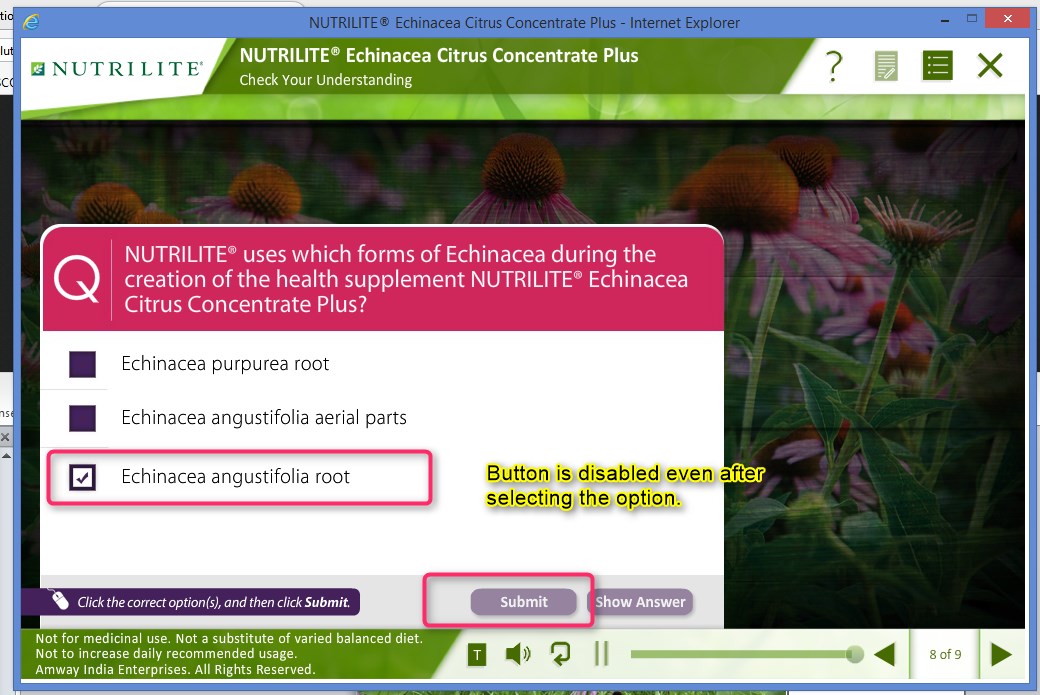 NUTRILITE® Echinacea Citrus Concentrate Plus - Internet Explorer
NUTRILITE®
NUTRILITE® Echinacea Citrus Concentrate Plus
Check Your Understanding
?
Q
NUTRILITE® uses which forms of Echinacea during the
creation of the health supplement NUTRILITE® Echinacea
Citrus Concentrate Plus?
Echinacea purpurea root
Echinacea angustifolia aerial parts
Echinacea angustifolia root
Button is disabled even after
selecting the option.
Click the correct option(s), and then click Submit.
Submit
Show Answer
Not for medicinal use. Not a substitute of varied balanced diet.
Not to increase daily recommended usage.
Amway India Enterprises. All Rights Reserved.
T
8 of 9